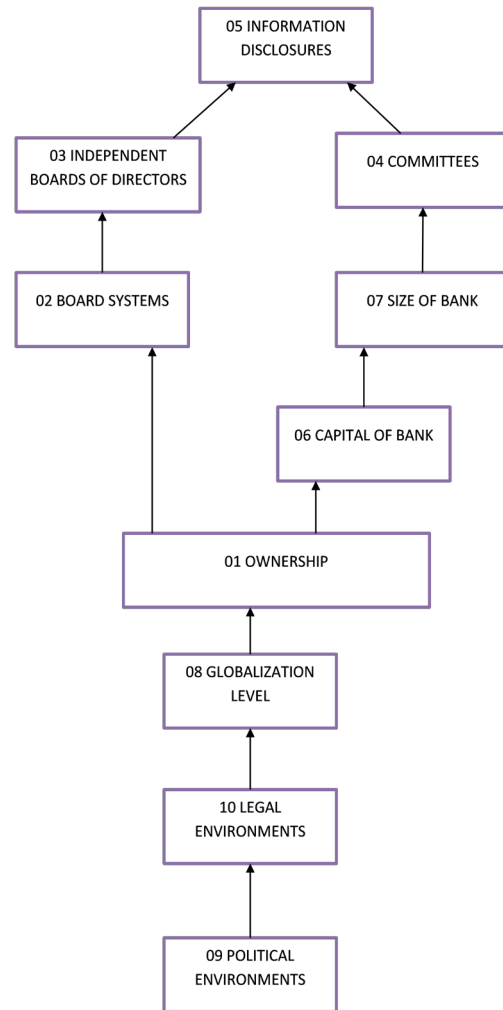 05 INFORMATION
DISCLOSURES
03 INDEPENDENT
BOARDS OF DIRECTORS
04 COMMITTEES
02 BOARD SYSTEMS
07 SIZE OF BANK
06 CAPITAL OF BANK
01 OWNERSHIP
08 GLOBALIZATION
LEVEL
10 LEGAL
ENVIRONMENTS
09 POLITICAL
ENVIRONMENTS